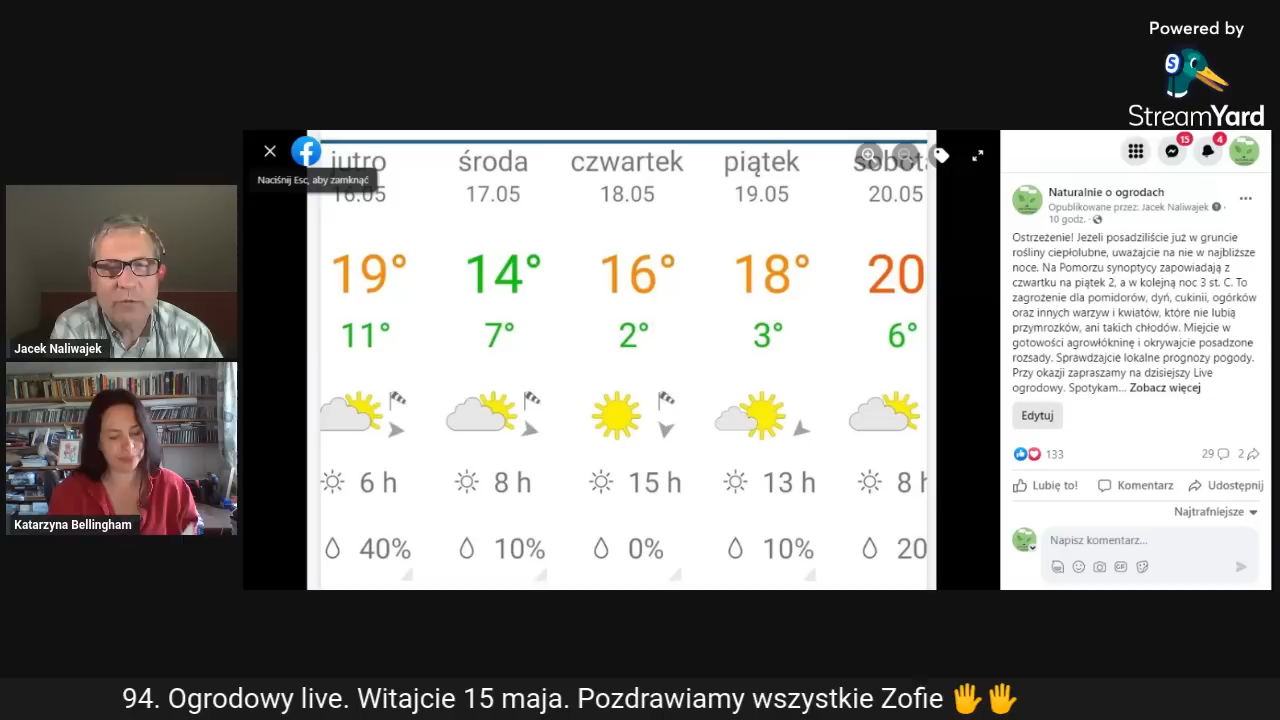 Powered by
StreamYard
Naciśnij Esc, aby zamknąć
jutro środa czwartek piątek sobota
16.05 17.05 18.05 19.05 20.05
19° 14° 16° 18° 20
11° 7° 2° 3° 6°
6 h 8 h 15 h 13 h 8 h
40% 10% 0% 10% 20
15 4
Naturalnie o ogrodach
Opublikowane przez: Jacek Naliwajek
10 godz.
Ostrzeżenie! Jeżeli posadziliście już w gruncie
rośliny ciepłolubne, uważajcie na nie w najbliższe
noce. Na Pomorzu synoptycy zapowiadają z
czwartku na piątek 2, a w kolejną noc 3 st. C. To
zagrożenie dla pomidorów, dyń, cukinii, ogórków
oraz innych warzyw i kwiatów, które nie lubią
przymrozków, ani takich chłodów. Miejcie w
gotowości agrowłókninę i okrywajcie posadzone
rozsady. Sprawdzajcie lokalne prognozy pogody.
Przy okazji zapraszamy na dzisiejszy Live
ogrodowy. Spotykam... Zobacz więcej
Edytuj
133 29 2
Lubię to! Komentarz Udostępnij
Najtrafniejsze
Napisz komentarz...
GIF
Jacek Naliwajek
Katarzyna Bellingham
94. Ogrodowy live. Witajcie 15 maja. Pozdrawiamy wszystkie Zofie 🖐🖐